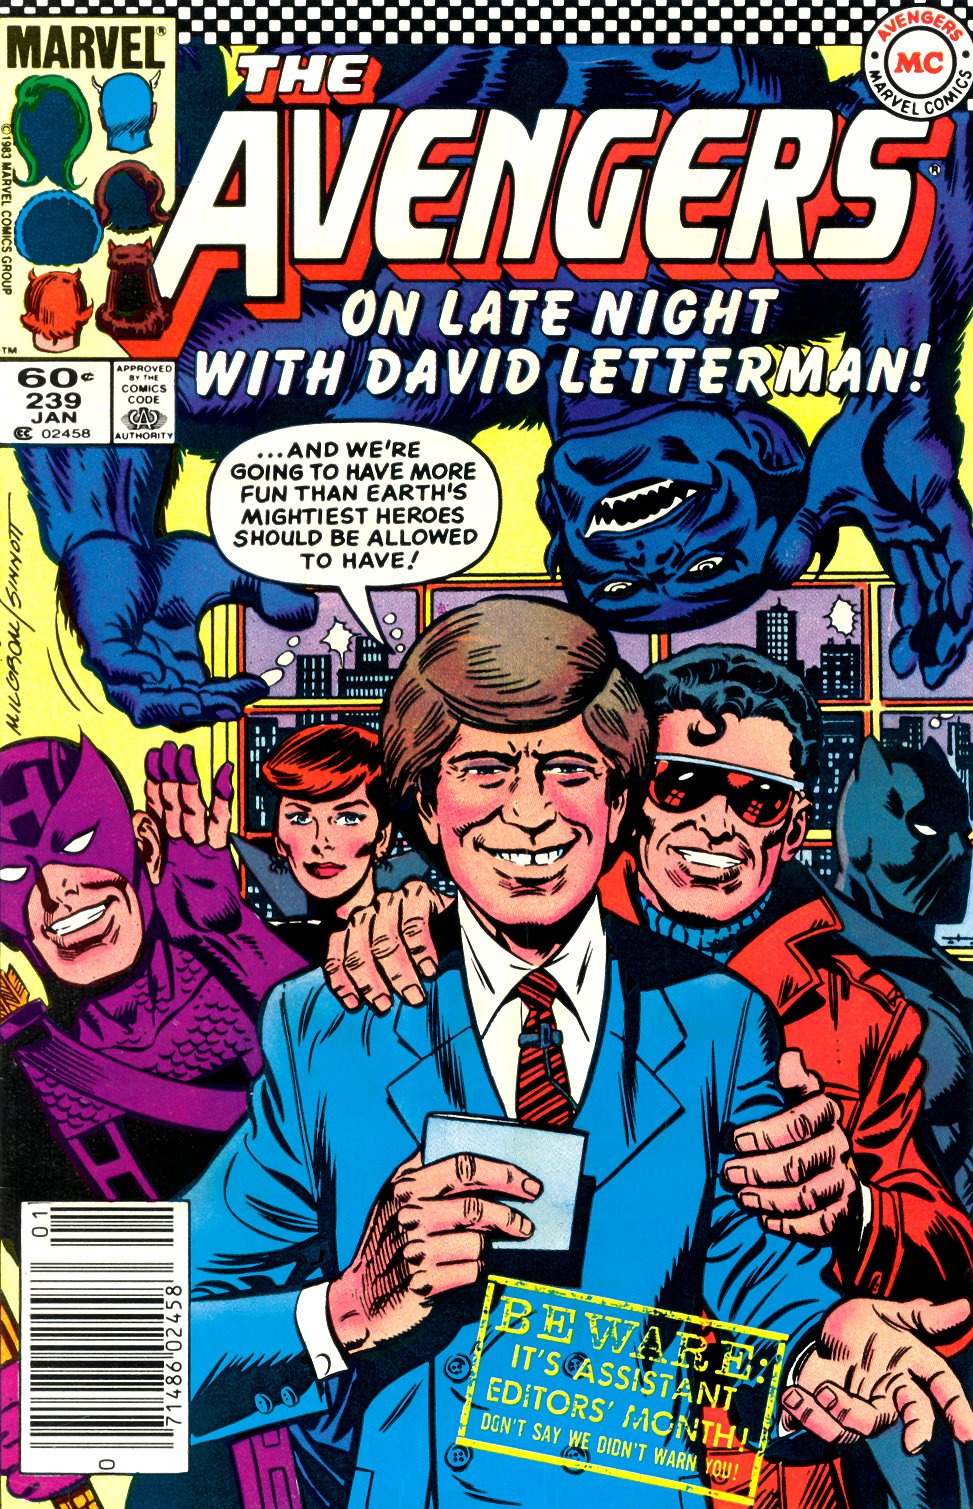 MARVEL®
AVENGERS
MC
MARVEL COMICS
© 1983 MARVEL COMICS GROUP
THE
AVENGERS®
ON LATE NIGHT
WITH DAVID LETTERMAN!
TM
60¢
239
JAN
CC 02458
APPROVED
BY THE
COMICS
CODE
CA
AUTHORITY
...AND WE'RE
GOING TO HAVE MORE
FUN THAN EARTH'S
MIGHTIEST HEROES
SHOULD BE ALLOWED
TO HAVE!
MILGROM/SINNOTT
01
71486 02458
0
BEWARE:
IT'S ASSISTANT
EDITORS' MONTH!
DON'T SAY WE DIDN'T WARN YOU!